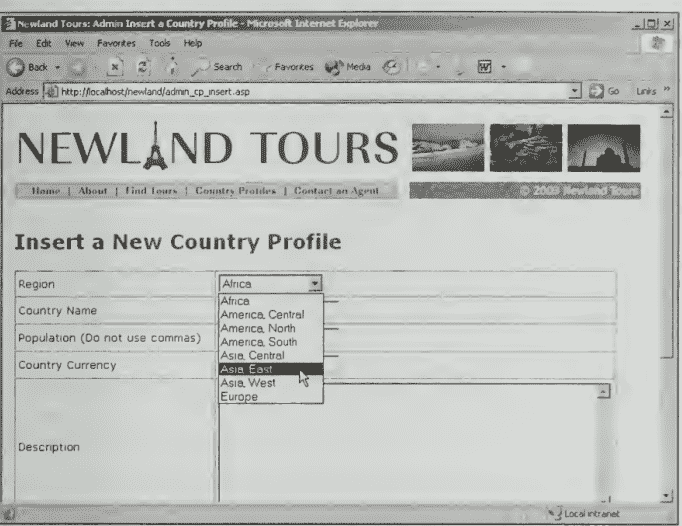 Newland Tours: Admin Insert a Country Profile - Microsoft Internet Explorer
File Edit View Favorites Tools Help
Back Search Favorites Media
Address http://localhost/newland/admin_cp_insert.asp Go Links »
NEWLAND TOURS
Home | About | Find Tours | Country Profiles | Contact an Agent
© 2003 Newland Tours
Insert a New Country Profile
Region Africa
Africa
Country Name
America, Central
America, North
Population (Do not use commas)
America, South
Asia, Central
Country Currency
Asia, East
Asia, West
Europe
Description
Local intranet